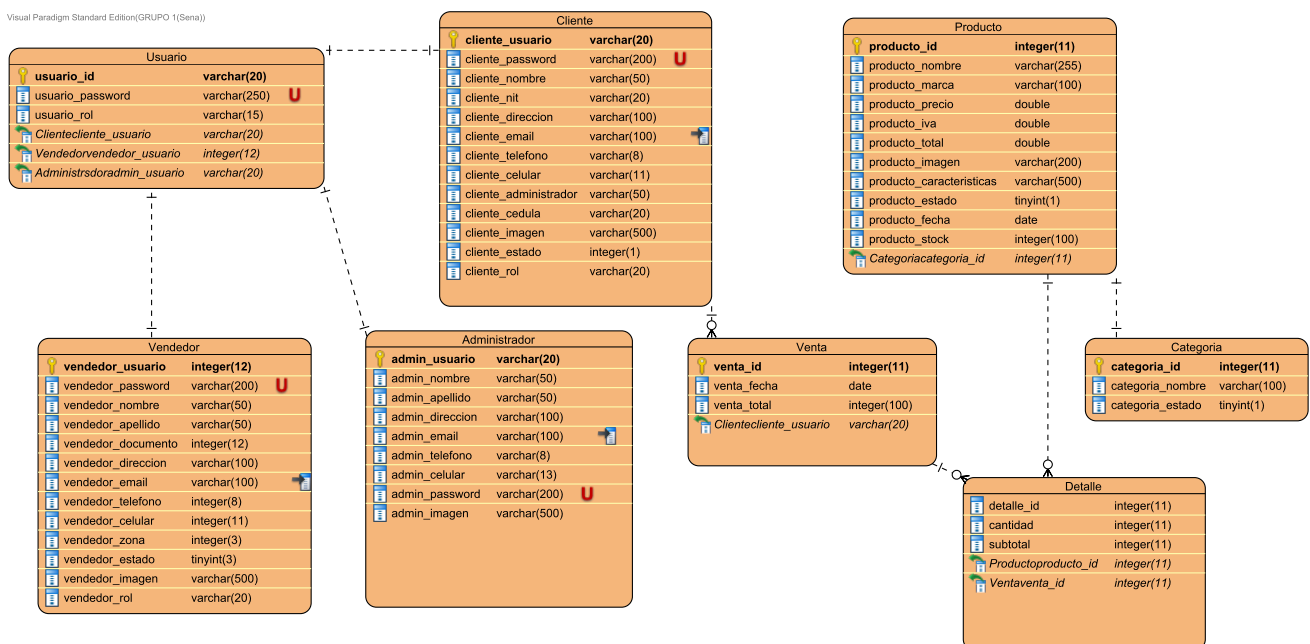 Visual Paradigm Standard Edition(GRUPO 1(Sena))
Usuario
usuario_id varchar(20)
usuario_password varchar(250) U
usuario_rol varchar(15)
Clientecliente_usuario varchar(20)
Vendedorvendedor_usuario integer(12)
Administrsdoradmin_usuario varchar(20)
Cliente
cliente_usuario varchar(20)
cliente_password varchar(200) U
cliente_nombre varchar(50)
cliente_nit varchar(20)
cliente_direccion varchar(100)
cliente_email varchar(100)
cliente_telefono varchar(8)
cliente_celular varchar(11)
cliente_administrador varchar(50)
cliente_cedula varchar(20)
cliente_imagen varchar(500)
cliente_estado integer(1)
cliente_rol varchar(20)
Producto
producto_id integer(11)
producto_nombre varchar(255)
producto_marca varchar(100)
producto_precio double
producto_iva double
producto_total double
producto_imagen varchar(200)
producto_caracteristicas varchar(500)
producto_estado tinyint(1)
producto_fecha date
producto_stock integer(100)
Categoriacategoria_id integer(11)
Vendedor
vendedor_usuario integer(12)
vendedor_password varchar(200) U
vendedor_nombre varchar(50)
vendedor_apellido varchar(50)
vendedor_documento integer(12)
vendedor_direccion varchar(100)
vendedor_email varchar(100)
vendedor_telefono integer(8)
vendedor_celular integer(11)
vendedor_zona integer(3)
vendedor_estado tinyint(3)
vendedor_imagen varchar(500)
vendedor_rol varchar(20)
Administrador
admin_usuario varchar(20)
admin_nombre varchar(50)
admin_apellido varchar(50)
admin_direccion varchar(100)
admin_email varchar(100)
admin_telefono varchar(8)
admin_celular varchar(13)
admin_password varchar(200) U
admin_imagen varchar(500)
Venta
venta_id integer(11)
venta_fecha date
venta_total integer(100)
Clientecliente_usuario varchar(20)
Categoria
categoria_id integer(11)
categoria_nombre varchar(100)
categoria_estado tinyint(1)
Detalle
detalle_id integer(11)
cantidad integer(11)
subtotal integer(11)
Productoproducto_id integer(11)
Ventaventa_id integer(11)